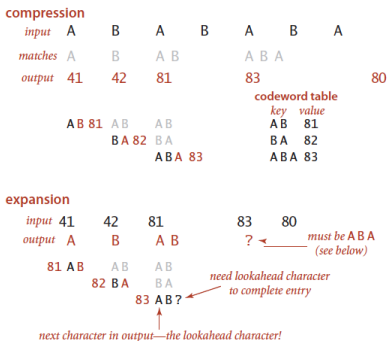 compression
input A B A B A B A
matches A B A B A B A
output 41 42 81 83 80
codeword table
key value
A B 81 A B A B A B 81
B A 82 B A B A 82
A B A 83 A B A 83
expansion
input 41 42 81 83 80
output A B A B ? must be A B A
(see below)
81 A B A B A B
need lookahead character
82 B A B A to complete entry
83 A B ?
next character in output—the lookahead character!